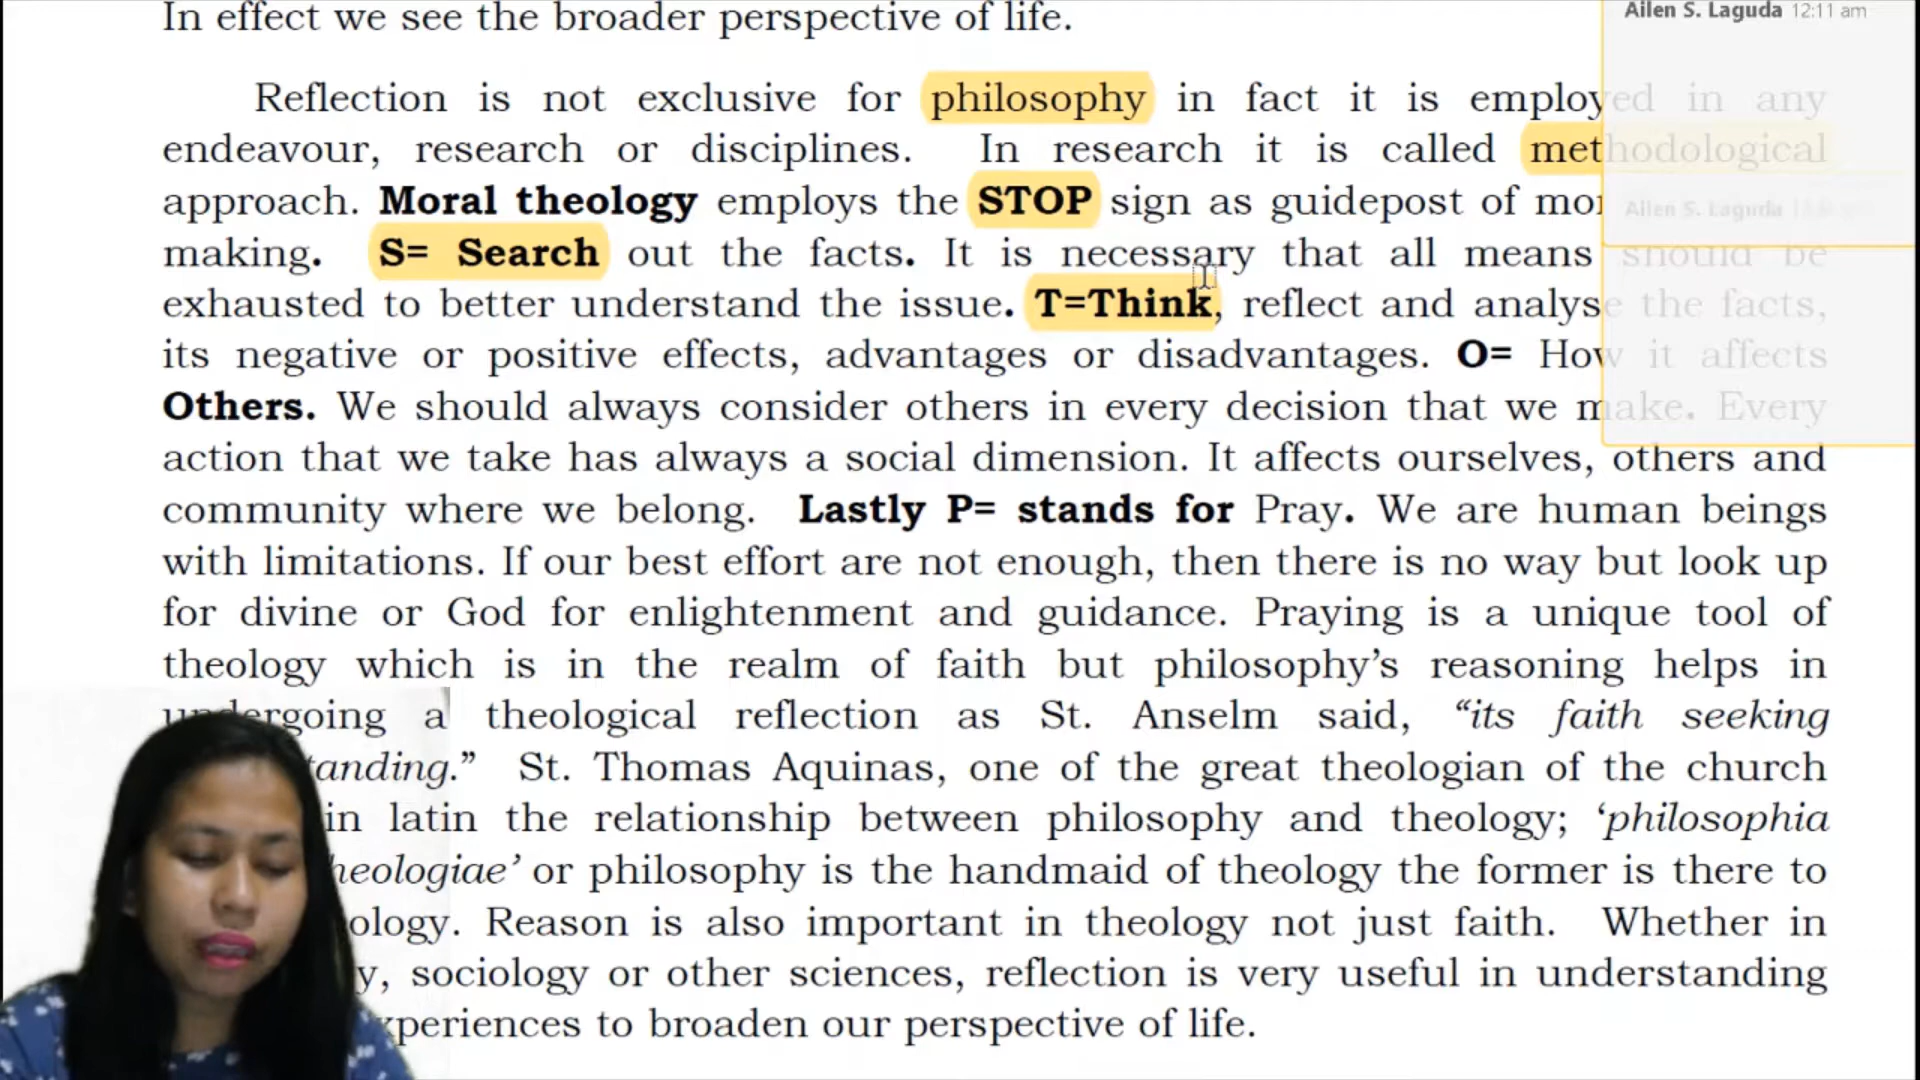 In effect we see the broader perspective of life.
Ailen S. Laguda 12:11 am
Reflection is not exclusive for philosophy in fact it is employed in any
endeavour, research or disciplines. In research it is called methodological
approach. Moral theology employs the STOP sign as guidepost of
Ailen S. Laguda
making. S= Search out the facts. It is necessary that all means should be
exhausted to better understand the issue. T=Think, reflect and analyse the facts,
its negative or positive effects, advantages or disadvantages. O= How it affects
Others. We should always consider others in every decision that we make. Every
action that we take has always a social dimension. It affects ourselves, others and
community where we belong. Lastly P= stands for Pray. We are human beings
with limitations. If our best effort are not enough, then there is no way but look up
for divine or God for enlightenment and guidance. Praying is a unique tool of
theology which is in the realm of faith but philosophy's reasoning helps in
undergoing a theological reflection as St. Anselm said, “its faith seeking
tanding.” St. Thomas Aquinas, one of the great theologian of the church
in latin the relationship between philosophy and theology; ‘philosophia
heologiae’ or philosophy is the handmaid of theology the former is there to
ology. Reason is also important in theology not just faith. Whether in
y, sociology or other sciences, reflection is very useful in understanding
xperiences to broaden our perspective of life.